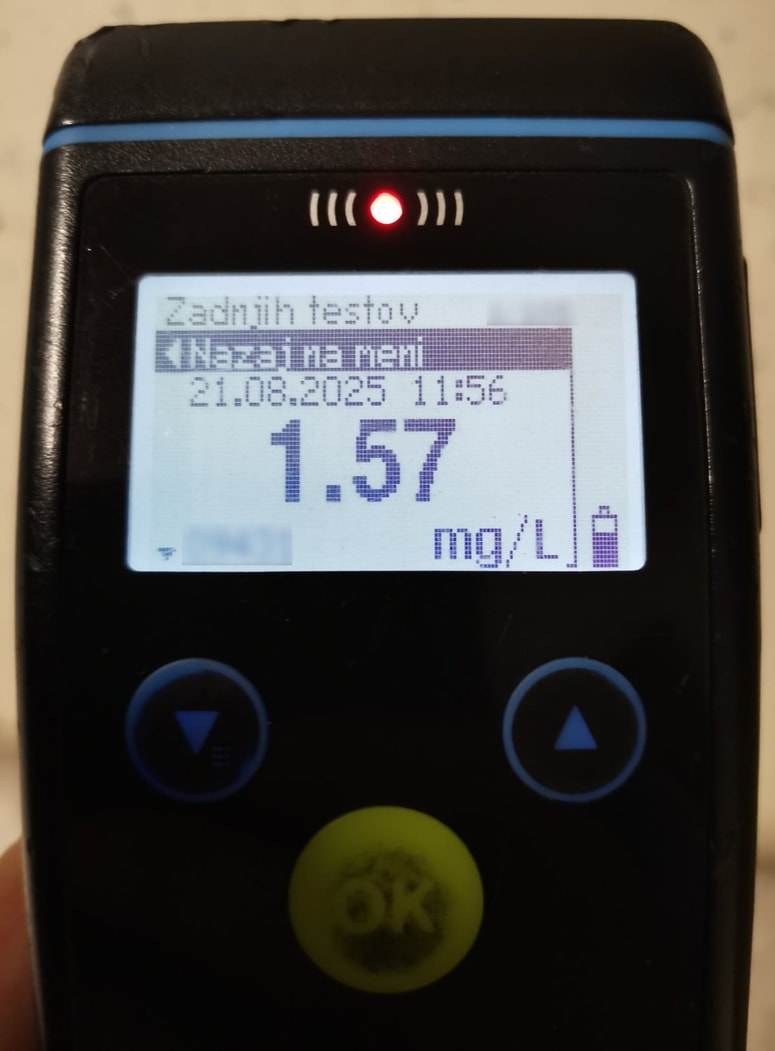 Zadnjih testov
Nazaj na meni
21.08.2025 11:56
1.57
mg/L
OK